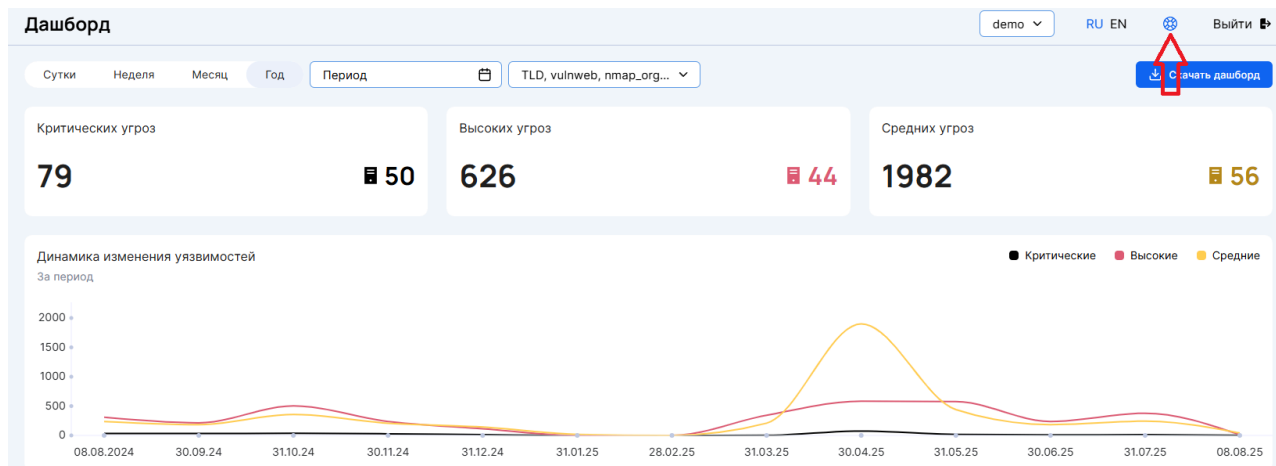 Дашборд
demo
RU EN
Выйти
Сутки Неделя Месяц Год
Период
TLD, vulnweb, nmap_org...
Скачать дашборд
Критических угроз
79
50
Высоких угроз
626
44
Средних угроз
1982
56
Динамика изменения уязвимостей
За период
Критические Высокие Средние
2000
1500
1000
500
0
08.08.2024 30.09.24 31.10.24 30.11.24 31.12.24 31.01.25 28.02.25 31.03.25 30.04.25 31.05.25 30.06.25 31.07.25 08.08.25